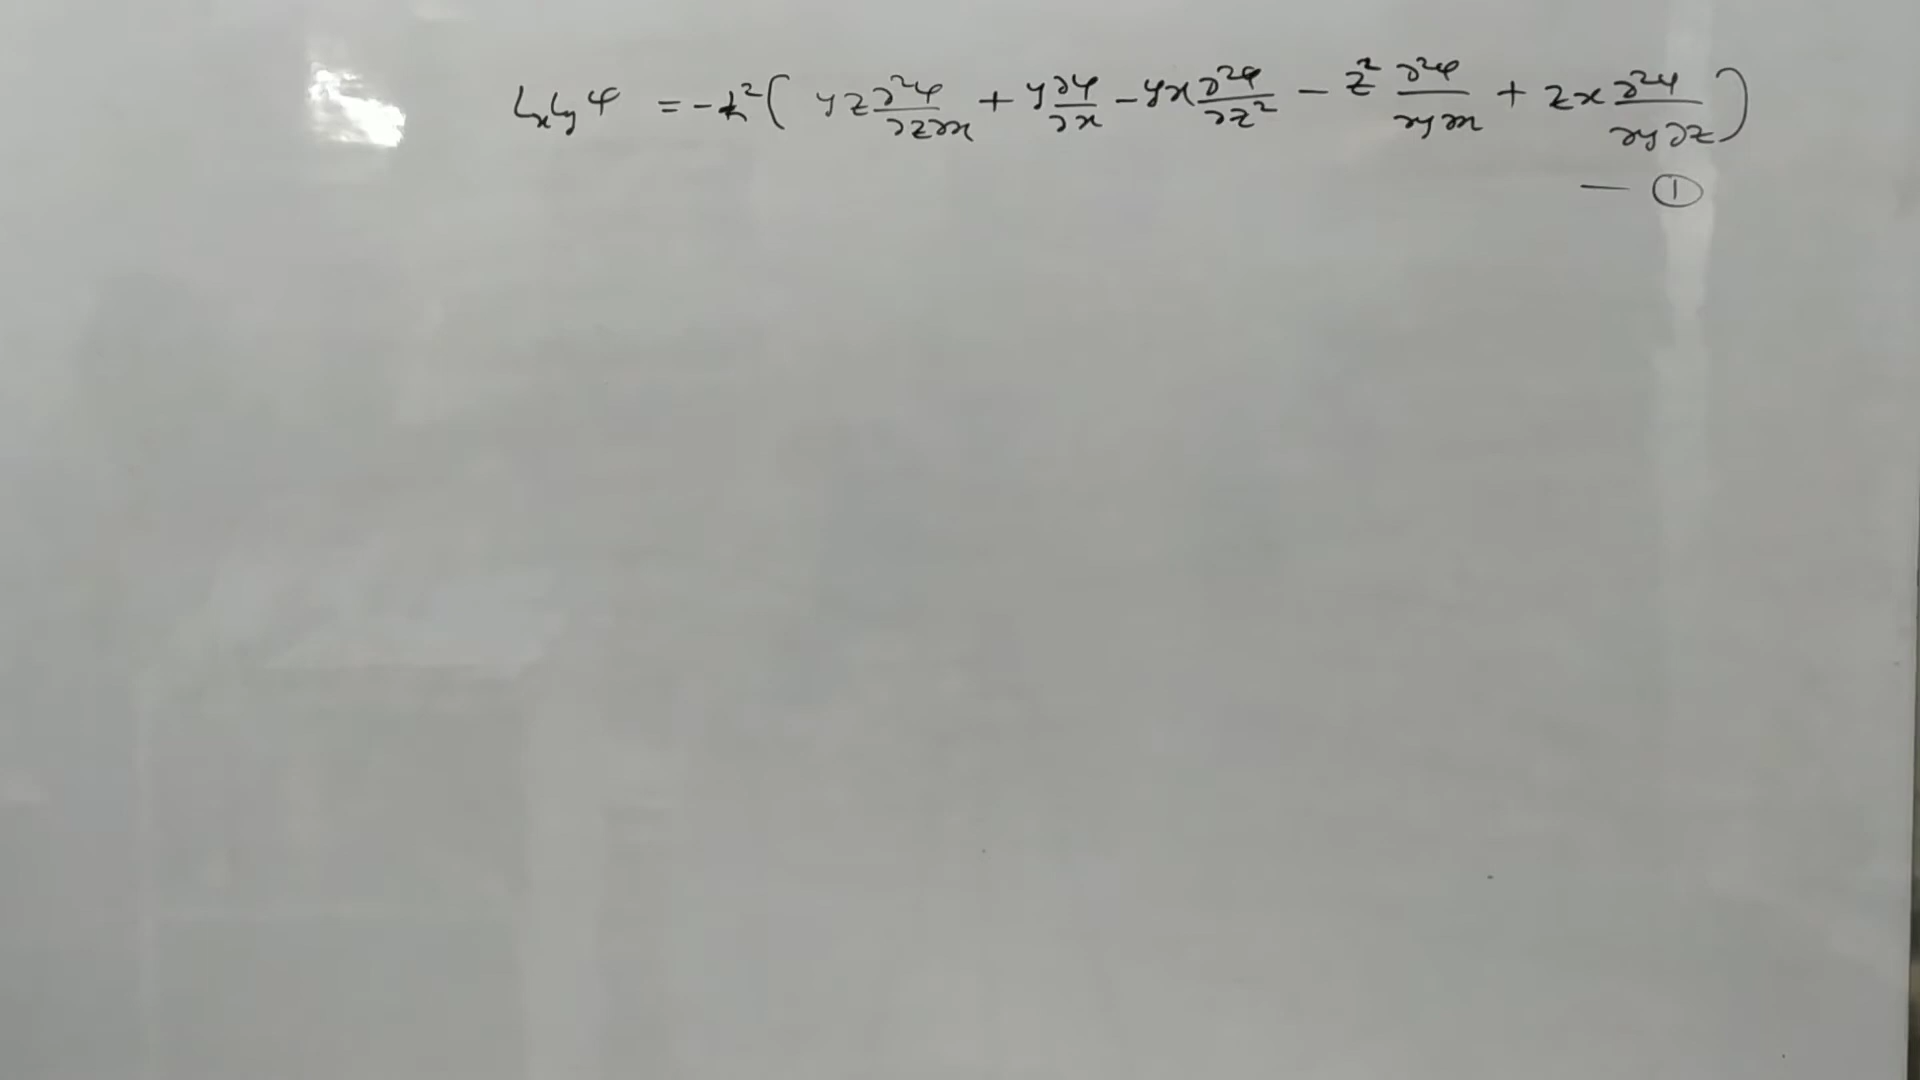 LxLyψ = -ħ²( yz ∂²ψ/∂z∂x + y ∂ψ/∂x - yx ∂²ψ/∂z² - z² ∂²ψ/∂y∂x + zx ∂²ψ/∂y∂z )
— ①